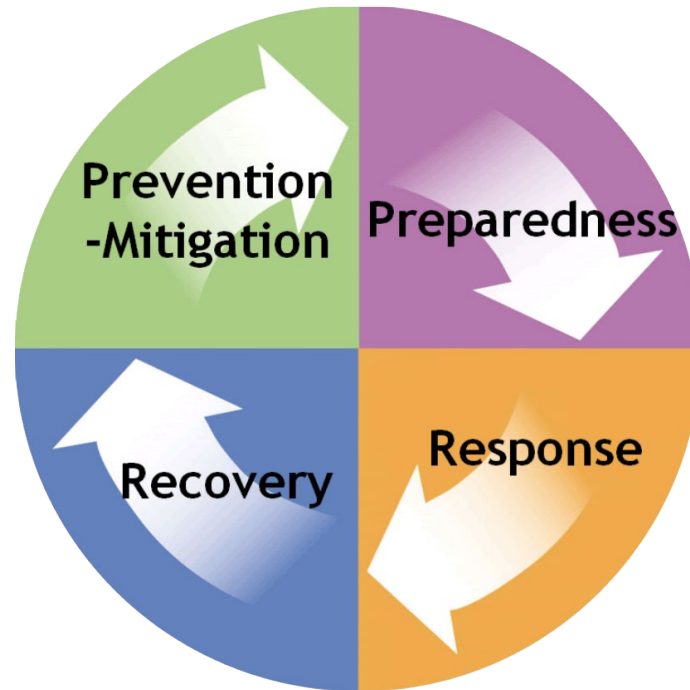 Prevention
-Mitigation
Preparedness
Response
Recovery